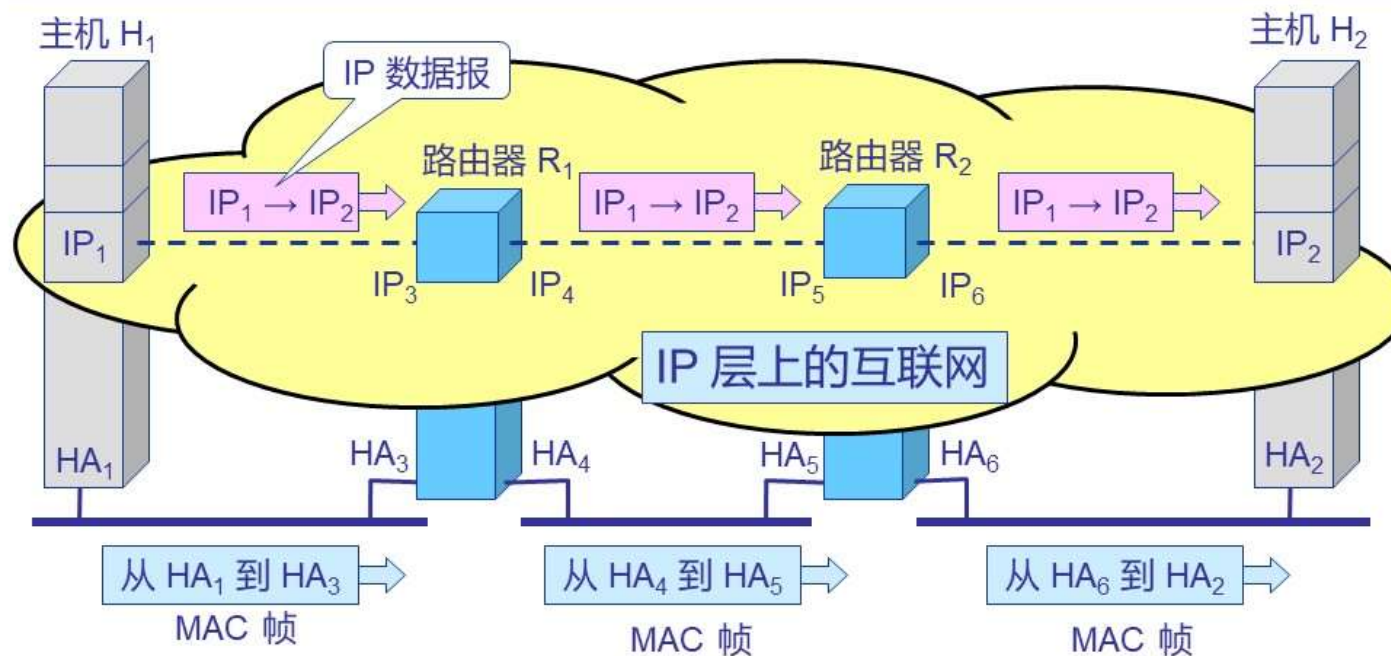 主机 H₁
主机 H₂
IP 数据报
路由器 R₁
路由器 R₂
IP₁ → IP₂
IP₁ → IP₂
IP₁ → IP₂
IP₁
IP₂
IP₃
IP₄
IP₅
IP₆
IP 层上的互联网
HA₁
HA₃
HA₄
HA₅
HA₆
HA₂
从 HA₁ 到 HA₃
从 HA₄ 到 HA₅
从 HA₆ 到 HA₂
MAC 帧
MAC 帧
MAC 帧